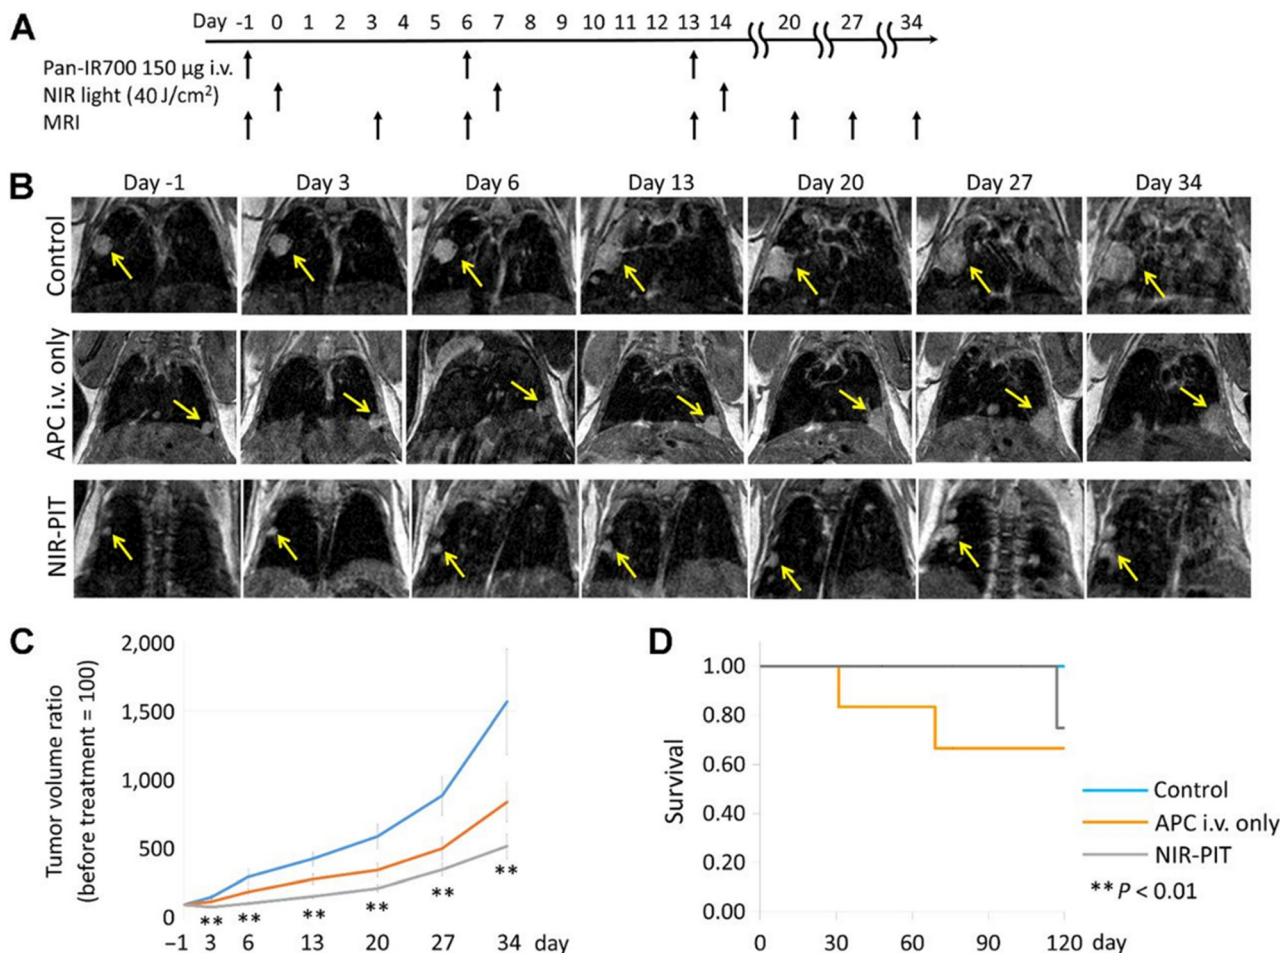 A
Day -1 0 1 2 3 4 5 6 7 8 9 10 11 12 13 14 20 27 34
Pan-IR700 150 µg i.v.
NIR light (40 J/cm²)
MRI
B
Day -1 Day 3 Day 6 Day 13 Day 20 Day 27 Day 34
Control
APC i.v. only
NIR-PIT
C
Tumor volume ratio
(before treatment = 100)
2,000
1,500
1,000
500
0
** ** ** ** ** **
−1 3 6 13 20 27 34 day
D
Survival
1.00
0.80
0.60
0.40
0.20
0.00
0 30 60 90 120 day
Control
APC i.v. only
NIR-PIT
** P < 0.01